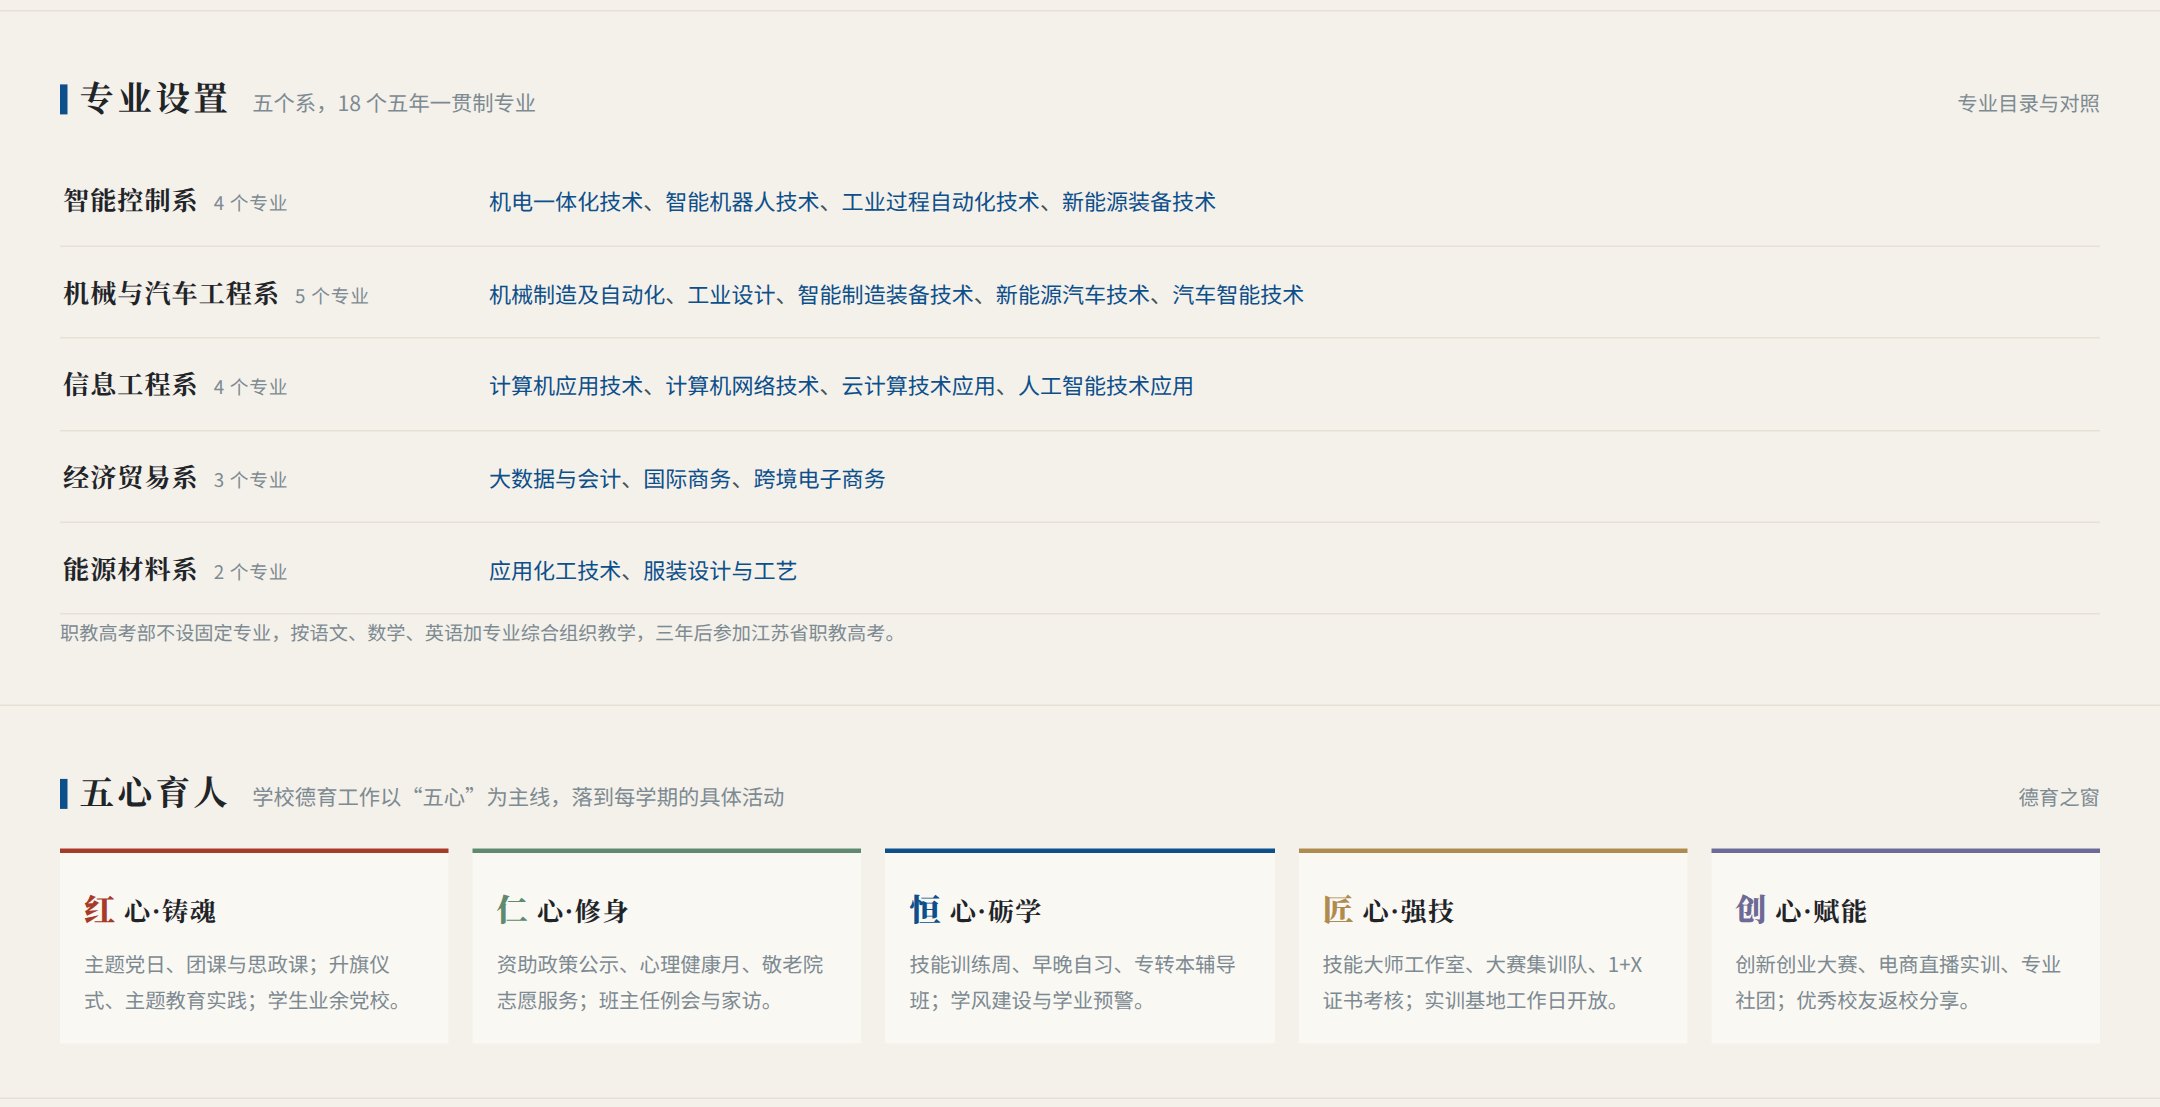 专业设置 五个系，18 个五年一贯制专业 专业目录与对照
智能控制系 4 个专业 机电一体化技术、智能机器人技术、工业过程自动化技术、新能源装备技术
机械与汽车工程系 5 个专业 机械制造及自动化、工业设计、智能制造装备技术、新能源汽车技术、汽车智能技术
信息工程系 4 个专业 计算机应用技术、计算机网络技术、云计算技术应用、人工智能技术应用
经济贸易系 3 个专业 大数据与会计、国际商务、跨境电子商务
能源材料系 2 个专业 应用化工技术、服装设计与工艺
职教高考部不设固定专业，按语文、数学、英语加专业综合组织教学，三年后参加江苏省职教高考。
五心育人 学校德育工作以“五心”为主线，落到每学期的具体活动 德育之窗
红 心·铸魂
主题党日、团课与思政课；升旗仪
式、主题教育实践；学生业余党校。
仁 心·修身
资助政策公示、心理健康月、敬老院
志愿服务；班主任例会与家访。
恒 心·砺学
技能训练周、早晚自习、专转本辅导
班；学风建设与学业预警。
匠 心·强技
技能大师工作室、大赛集训队、1+X
证书考核；实训基地工作日开放。
创 心·赋能
创新创业大赛、电商直播实训、专业
社团；优秀校友返校分享。